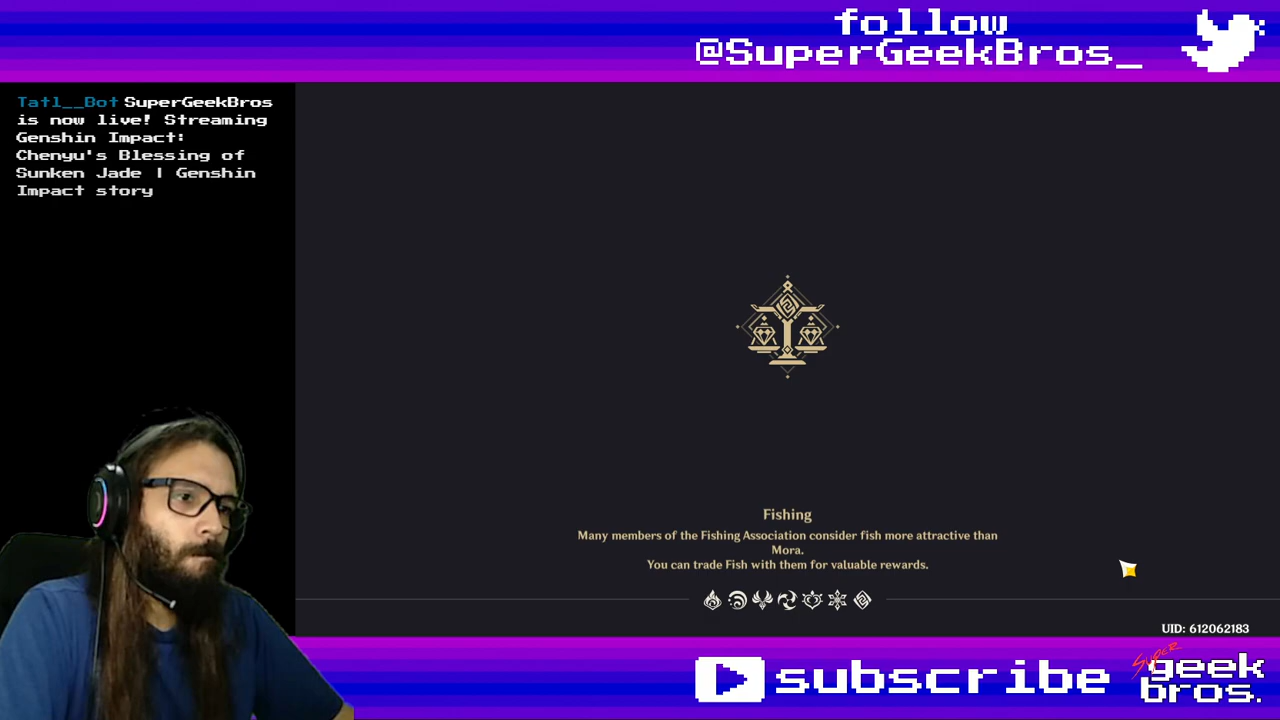 follow
@SuperGeekBros_
Tatl__Bot SuperGeekBros
is now live! Streaming
Genshin Impact:
Chenyu's Blessing of
Sunken Jade | Genshin
Impact story
Fishing
Many members of the Fishing Association consider fish more attractive than
Mora.
You can trade Fish with them for valuable rewards.
UID: 612062183
subscribe
SUPER
geek
bros.